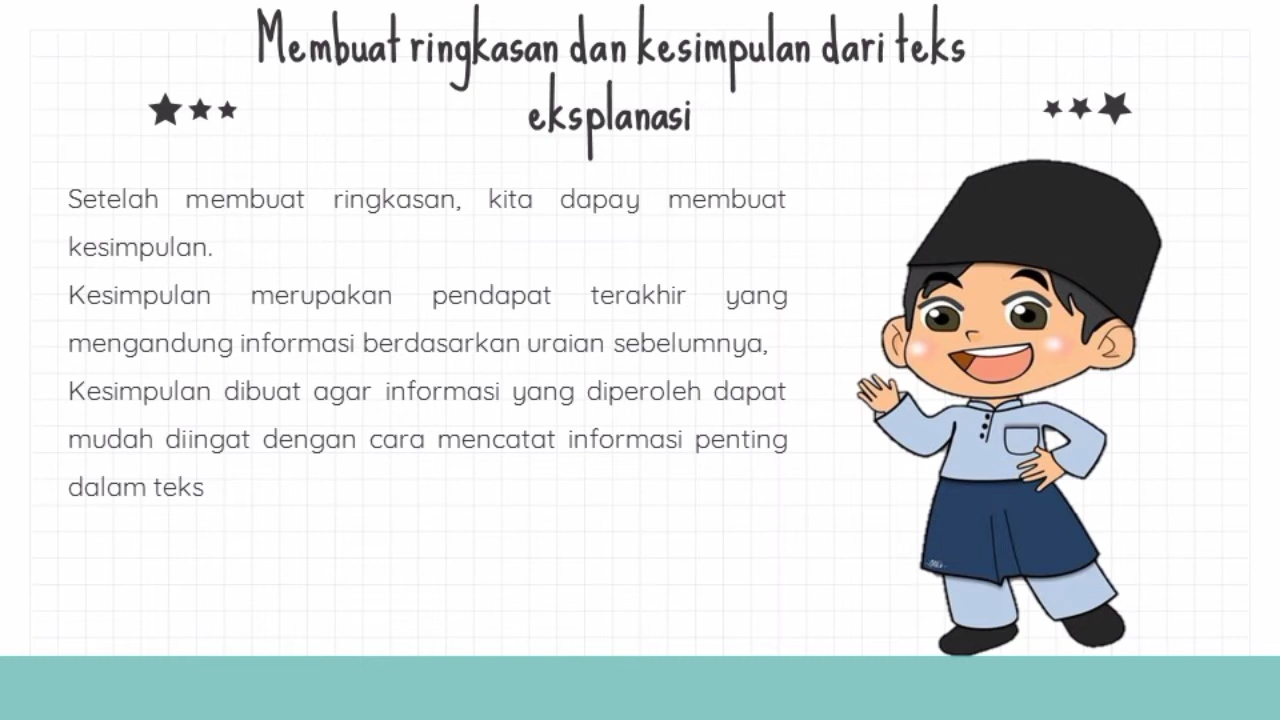 Membuat ringkasan dan kesimpulan dari teks
eksplanasi
Setelah membuat ringkasan, kita dapay membuat
kesimpulan.
Kesimpulan merupakan pendapat terakhir yang
mengandung informasi berdasarkan uraian sebelumnya,
Kesimpulan dibuat agar informasi yang diperoleh dapat
mudah diingat dengan cara mencatat informasi penting
dalam teks